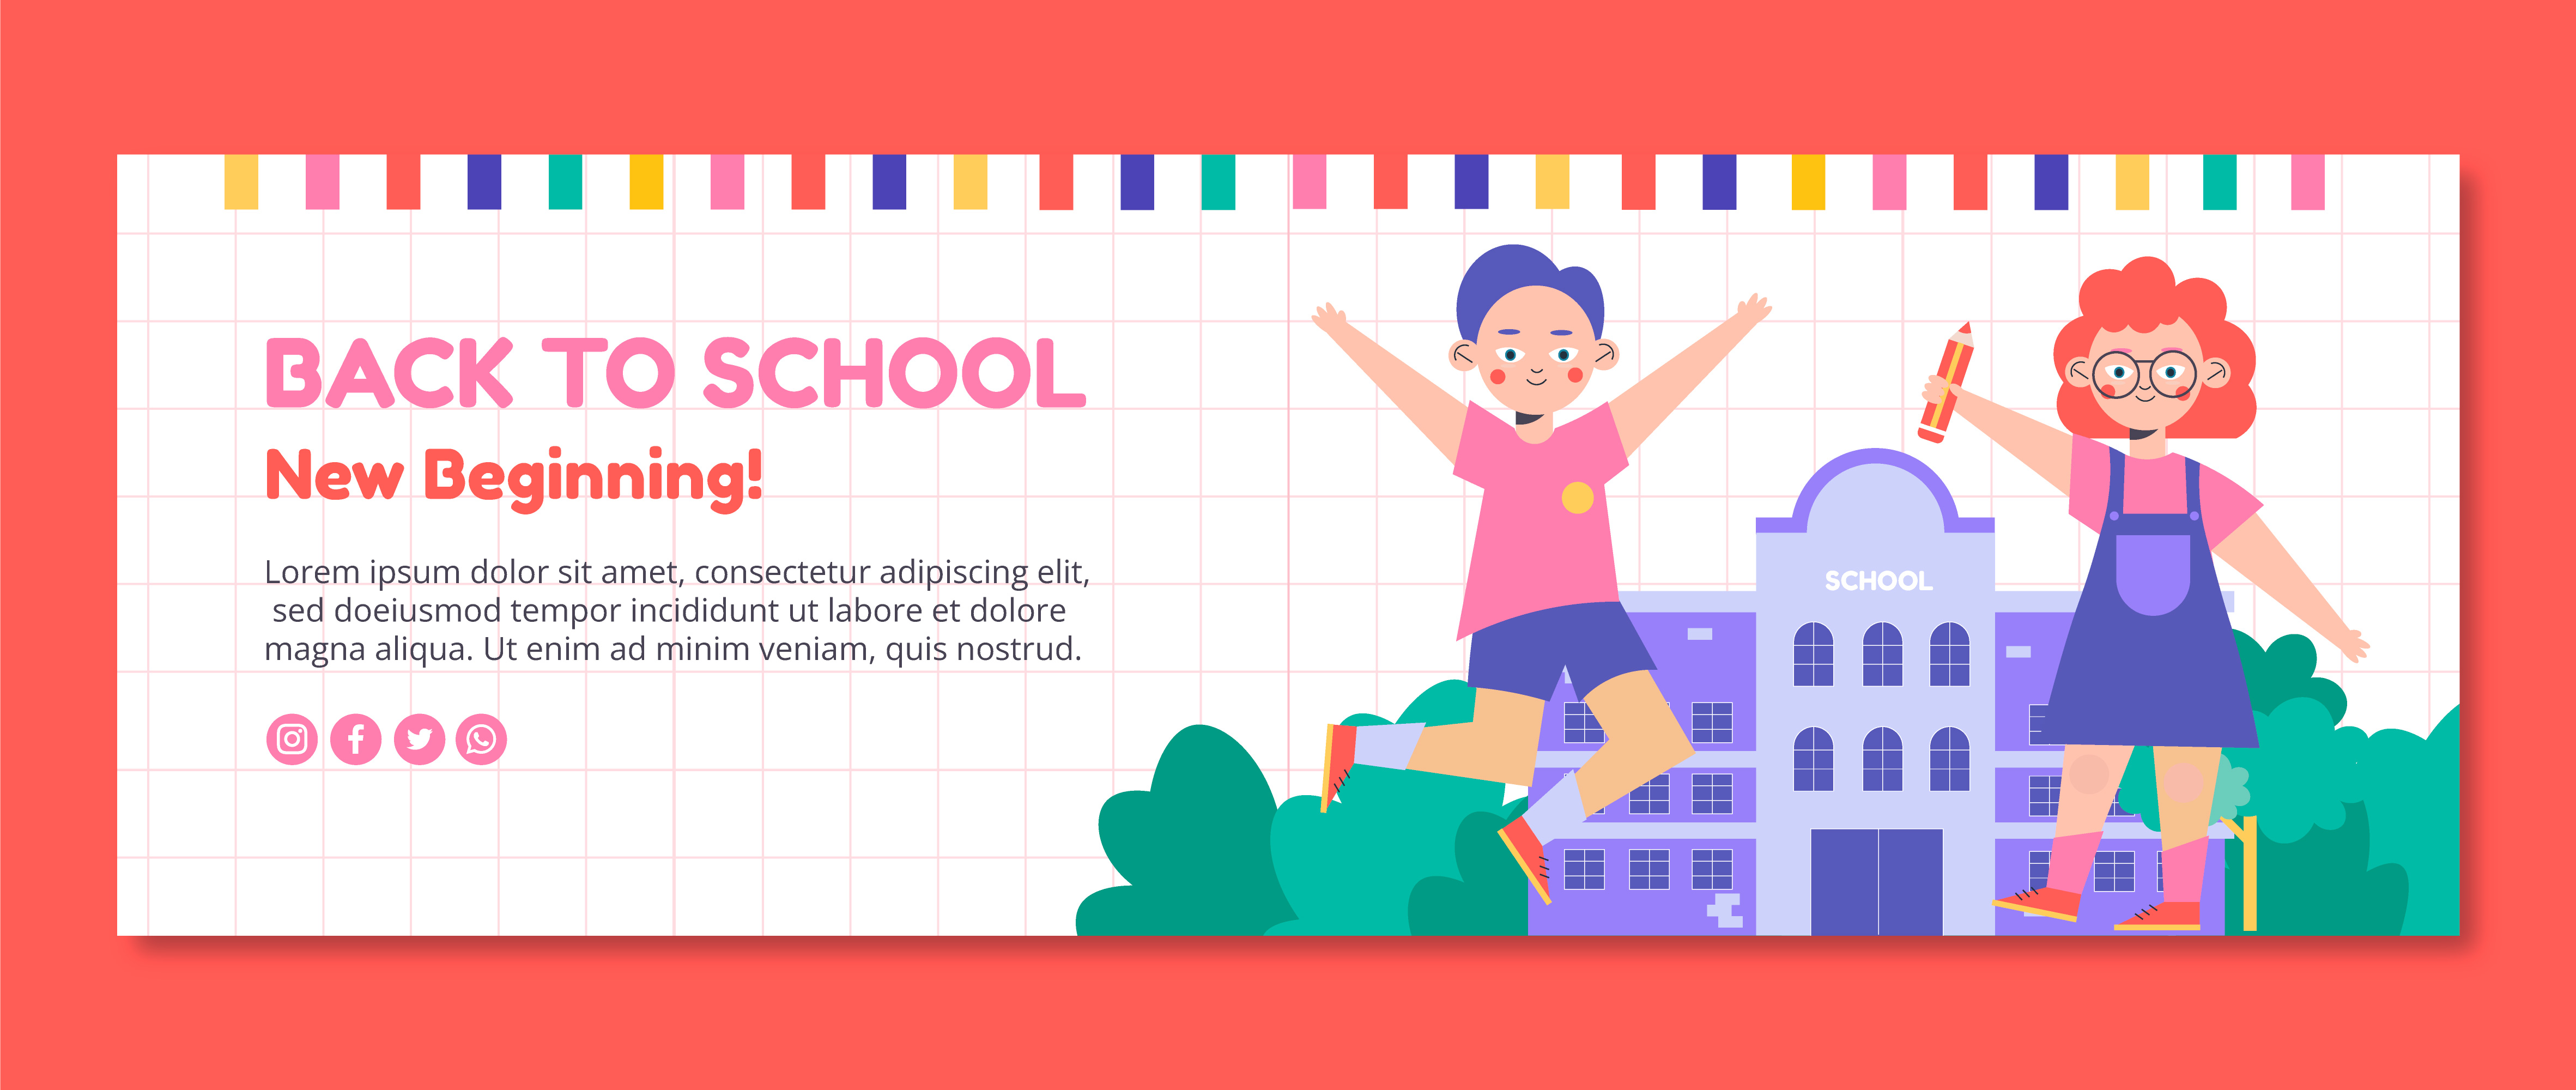 BACK TO SCHOOL
New Beginning!
Lorem ipsum dolor sit amet, consectetur adipiscing elit,
sed doeiusmod tempor incididunt ut labore et dolore
magna aliqua. Ut enim ad minim veniam, quis nostrud.
SCHOOL